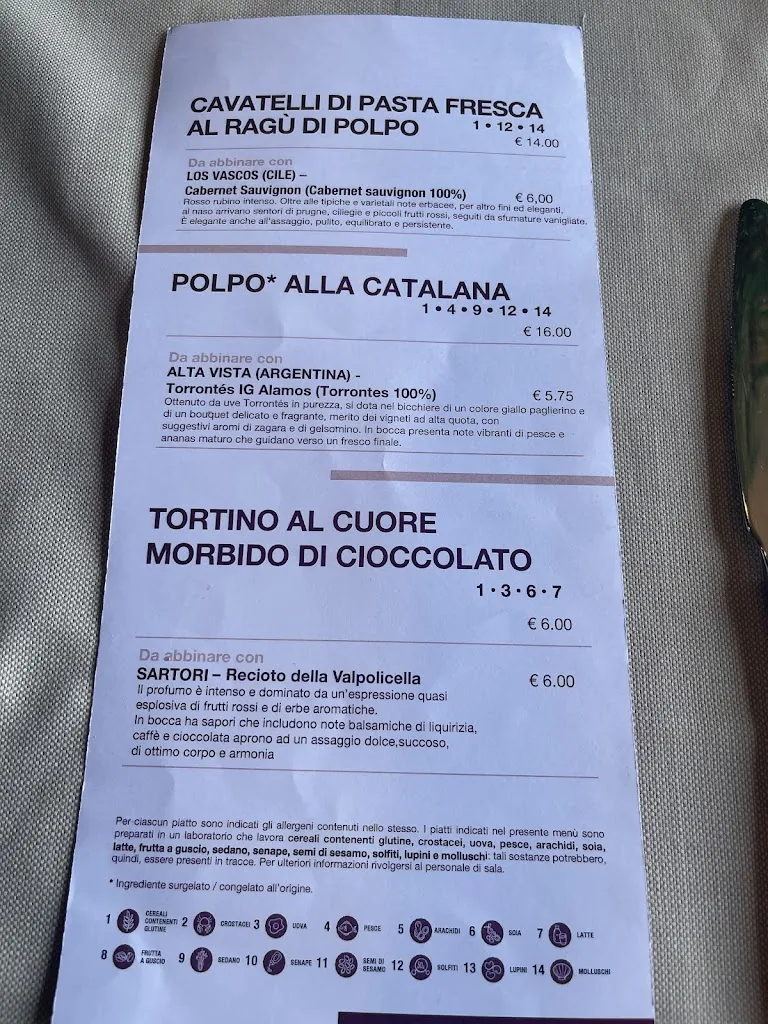 CAVATELLI DI PASTA FRESCA
AL RAGÙ DI POLPO 1 • 12 • 14
€ 14.00
Da abbinare con
LOS VASCOS (CILE) –
Cabernet Sauvignon (Cabernet sauvignon 100%) € 6,00
Rosso rubino intenso. Oltre alle tipiche e varietali note erbacee, per altro fini ed eleganti,
al naso arrivano sentori di prugne, ciliegie e piccoli frutti rossi, seguiti da sfumature vanigliate.
È elegante anche all'assaggio, pulito, equilibrato e persistente.
POLPO* ALLA CATALANA
1 • 4 • 9 • 12 • 14
€ 16.00
Da abbinare con
ALTA VISTA (ARGENTINA) -
Torrontés IG Alamos (Torrontes 100%) € 5.75
Ottenuto da uve Torrontés in purezza, si dota nel bicchiere di un colore giallo paglierino e
di un bouquet delicato e fragrante, merito dei vigneti ad alta quota, con
suggestivi aromi di zagara e di gelsomino. In bocca presenta note vibranti di pesce e
ananas maturo che guidano verso un fresco finale.
TORTINO AL CUORE
MORBIDO DI CIOCCOLATO
1 • 3 • 6 • 7
€ 6.00
Da abbinare con
SARTORI – Recioto della Valpolicella € 6.00
Il profumo è intenso e dominato da un'espressione quasi
esplosiva di frutti rossi e di erbe aromatiche.
In bocca ha sapori che includono note balsamiche di liquirizia,
caffè e cioccolata aprono ad un assaggio dolce,succoso,
di ottimo corpo e armonia
Per ciascun piatto sono indicati gli allergeni contenuti nello stesso. I piatti indicati nel presente menù sono
preparati in un laboratorio che lavora cereali contenenti glutine, crostacei, uova, pesce, arachidi, soia,
latte, frutta a guscio, sedano, senape, semi di sesamo, solfiti, lupini e molluschi: tali sostanze potrebbero,
quindi, essere presenti in tracce. Per ulteriori informazioni rivolgersi al personale di sala.
* Ingrediente surgelato / congelato all'origine.
1 CEREALI CONTENENTI GLUTINE 2 CROSTACEI 3 UOVA 4 PESCE 5 ARACHIDI 6 SOIA 7 LATTE
8 FRUTTA A GUSCIO 9 SEDANO 10 SENAPE 11 SEMI DI SESAMO 12 SOLFITI 13 LUPINI 14 MOLLUSCHI